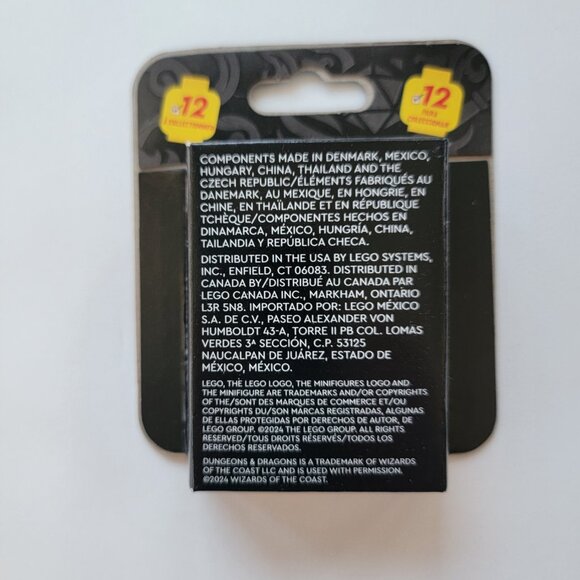 12
À COLLECTIONNER
12
PARA
COLECCIONAR
COMPONENTS MADE IN DENMARK, MEXICO,
HUNGARY, CHINA, THAILAND AND THE
CZECH REPUBLIC/ÉLÉMENTS FABRIQUÉS AU
DANEMARK, AU MEXIQUE, EN HONGRIE, EN
CHINE, EN THAÏLANDE ET EN RÉPUBLIQUE
TCHÈQUE/COMPONENTES HECHOS EN
DINAMARCA, MÉXICO, HUNGRÍA, CHINA,
TAILANDIA Y REPÚBLICA CHECA.
DISTRIBUTED IN THE USA BY LEGO SYSTEMS,
INC., ENFIELD, CT 06083. DISTRIBUTED IN
CANADA BY/DISTRIBUÉ AU CANADA PAR
LEGO CANADA INC., MARKHAM, ONTARIO
L3R 5N8. IMPORTADO POR: LEGO MÉXICO
S.A. DE C.V., PASEO ALEXANDER VON
HUMBOLDT 43-A, TORRE II PB COL. LOMAS
VERDES 3ª SECCIÓN, C.P. 53125
NAUCALPAN DE JUÁREZ, ESTADO DE
MÉXICO, MÉXICO.
LEGO, THE LEGO LOGO, THE MINIFIGURES LOGO AND
THE MINIFIGURE ARE TRADEMARKS AND/OR COPYRIGHTS
OF THE/SONT DES MARQUES DE COMMERCE ET/OU
COPYRIGHTS DU/SON MARCAS REGISTRADAS, ALGUNAS
DE ELLAS PROTEGIDAS POR DERECHOS DE AUTOR, DE
LEGO GROUP. ©2024 THE LEGO GROUP. ALL RIGHTS
RESERVED/TOUS DROITS RÉSERVÉS/TODOS LOS
DERECHOS RESERVADOS.
DUNGEONS & DRAGONS IS A TRADEMARK OF WIZARDS
OF THE COAST LLC AND IS USED WITH PERMISSION.
©2024 WIZARDS OF THE COAST.